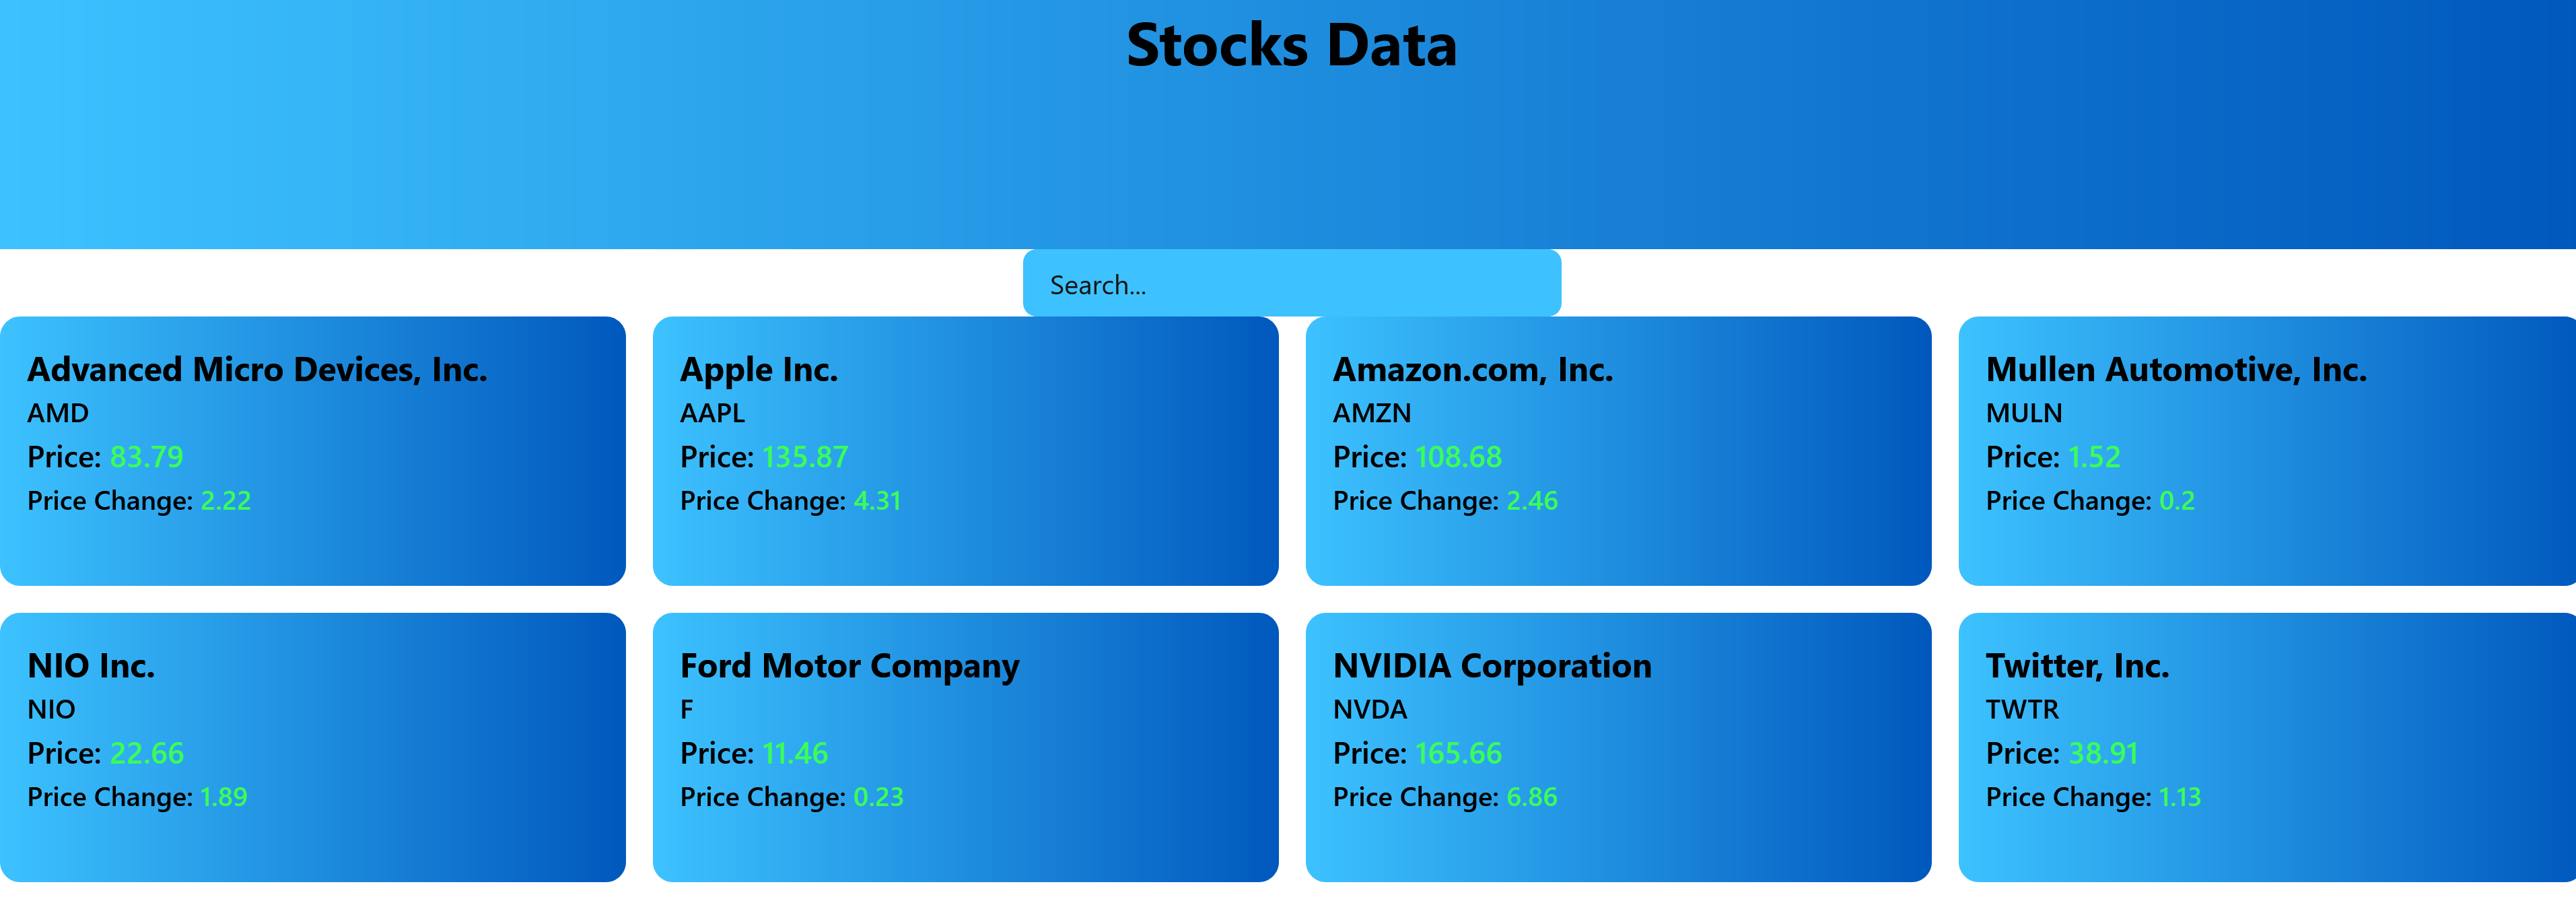 Stocks Data
Search...
Advanced Micro Devices, Inc.
AMD
Price: 83.79
Price Change: 2.22
Apple Inc.
AAPL
Price: 135.87
Price Change: 4.31
Amazon.com, Inc.
AMZN
Price: 108.68
Price Change: 2.46
Mullen Automotive, Inc.
MULN
Price: 1.52
Price Change: 0.2
NIO Inc.
NIO
Price: 22.66
Price Change: 1.89
Ford Motor Company
F
Price: 11.46
Price Change: 0.23
NVIDIA Corporation
NVDA
Price: 165.66
Price Change: 6.86
Twitter, Inc.
TWTR
Price: 38.91
Price Change: 1.13